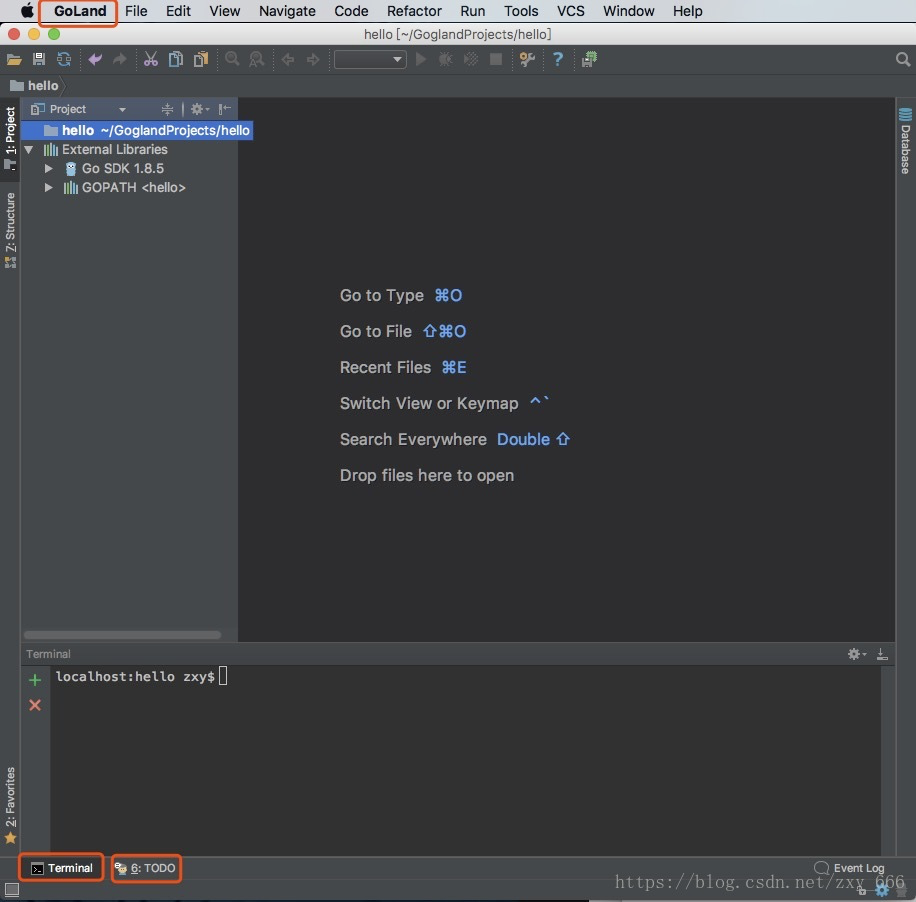 GoLand File Edit View Navigate Code Refactor Run Tools VCS Window Help
hello [~/GoglandProjects/hello]
hello
Project
hello ~/GoglandProjects/hello
External Libraries
Go SDK 1.8.5
GOPATH <hello>
1: Project
7: Structure
2: Favorites
Database
Go to Type ⌘O
Go to File ⇧⌘O
Recent Files ⌘E
Switch View or Keymap ^`
Search Everywhere Double ⇧
Drop files here to open
Terminal
localhost:hello zxy$
Terminal 6: TODO Event Log
https://blog.csdn.net/zxy_666